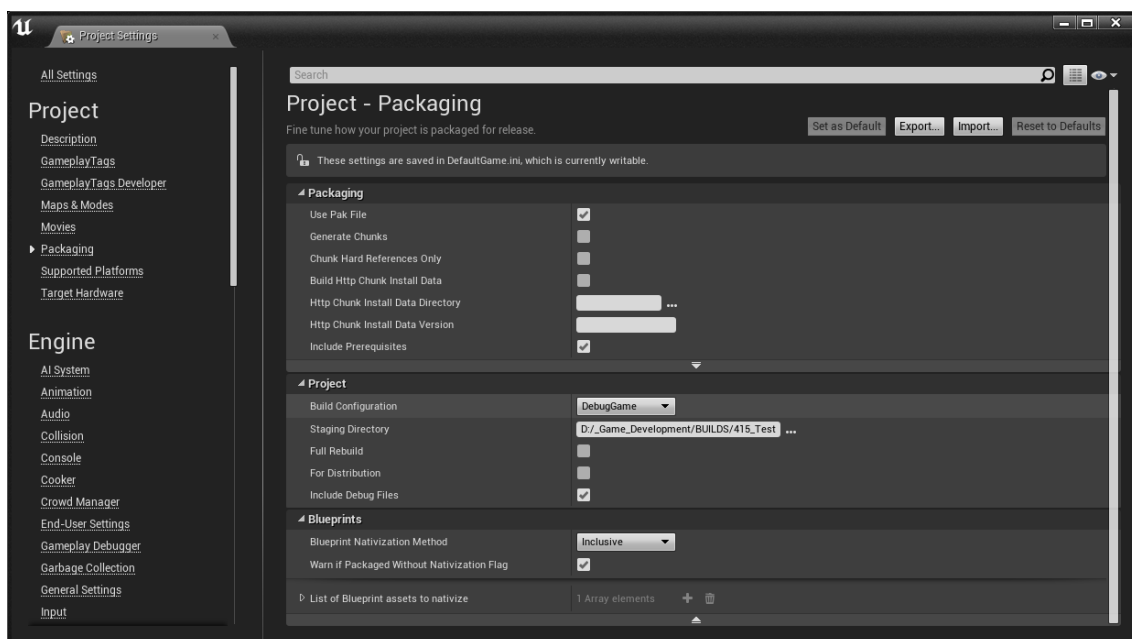 Project Settings
All Settings
Project
Description
GameplayTags
GameplayTags Developer
Maps & Modes
Movies
Packaging
Supported Platforms
Target Hardware
Engine
AI System
Animation
Audio
Collision
Console
Cooker
Crowd Manager
End-User Settings
Gameplay Debugger
Garbage Collection
General Settings
Input
Search
Project - Packaging
Fine tune how your project is packaged for release.
Set as Default Export... Import... Reset to Defaults
These settings are saved in DefaultGame.ini, which is currently writable.
Packaging
Use Pak File
Generate Chunks
Chunk Hard References Only
Build Http Chunk Install Data
Http Chunk Install Data Directory ...
Http Chunk Install Data Version
Include Prerequisites
Project
Build Configuration DebugGame
Staging Directory D:/_Game_Development/BUILDS/415_Test ...
Full Rebuild
For Distribution
Include Debug Files
Blueprints
Blueprint Nativization Method Inclusive
Warn if Packaged Without Nativization Flag
List of Blueprint assets to nativize 1 Array elements